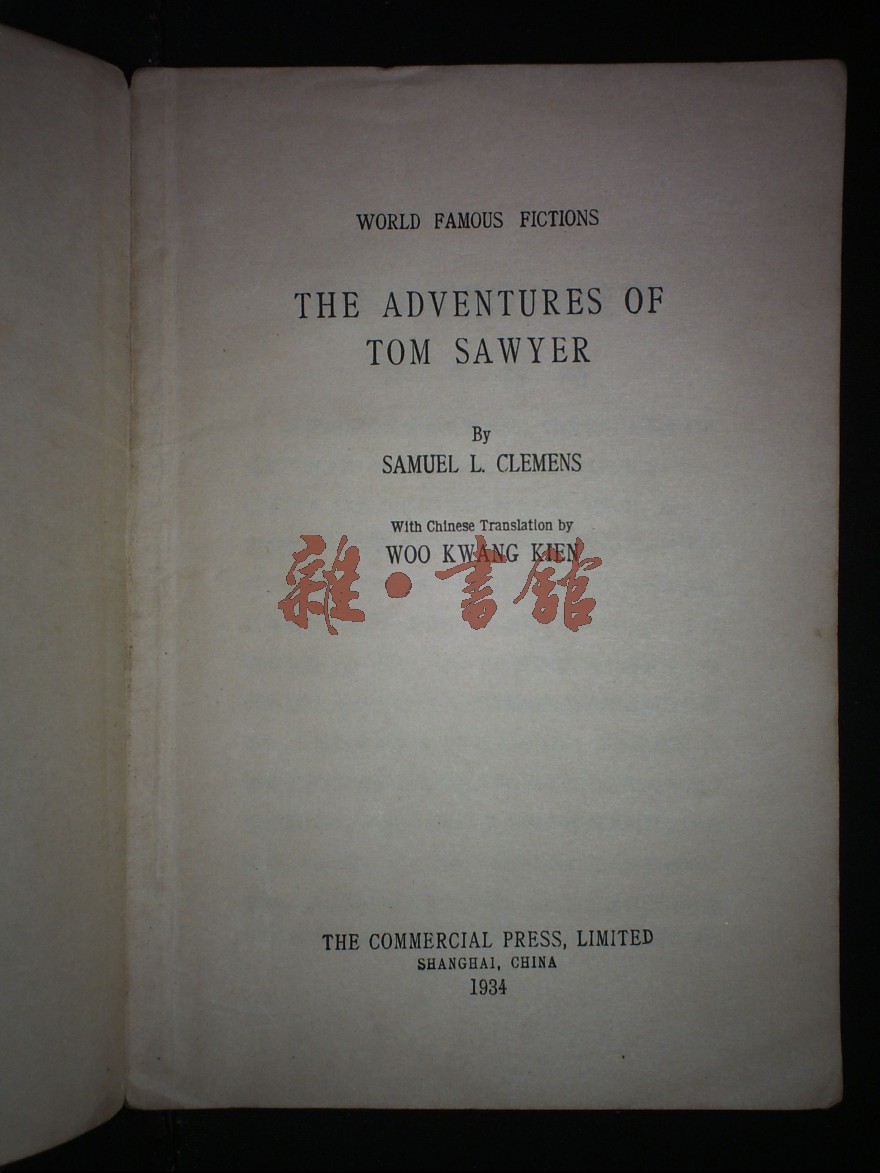 WORLD FAMOUS FICTIONS
THE ADVENTURES OF
TOM SAWYER
By
SAMUEL L. CLEMENS
With Chinese Translation by
WOO KWANG KIEN
雜·書館
THE COMMERCIAL PRESS, LIMITED
SHANGHAI, CHINA
1934